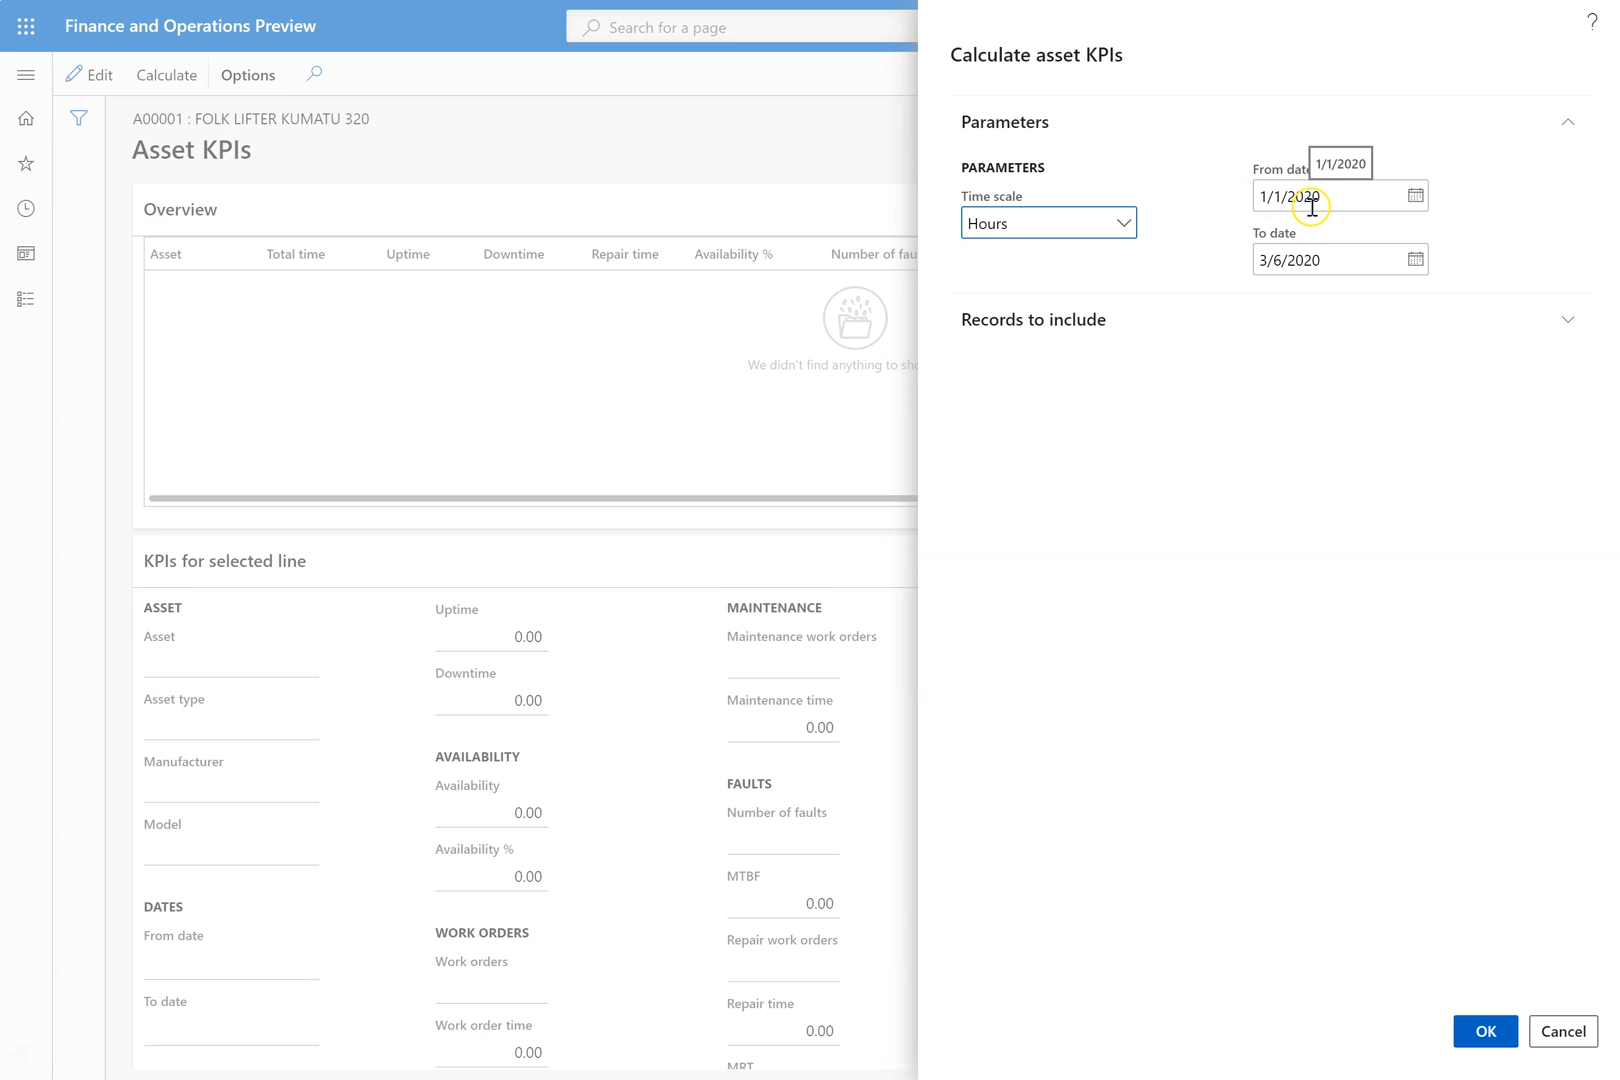 Finance and Operations Preview
Search for a page
?
Edit
Calculate
Options
A00001 : FOLK LIFTER KUMATU 320
Asset KPIs
Overview
Asset
Total time
Uptime
Downtime
Repair time
Availability %
Number of fau
We didn't find anything to sho
KPIs for selected line
ASSET
Asset
Asset type
Manufacturer
Model
DATES
From date
To date
Uptime
0.00
Downtime
0.00
AVAILABILITY
Availability
0.00
Availability %
0.00
WORK ORDERS
Work orders
Work order time
0.00
MAINTENANCE
Maintenance work orders
Maintenance time
0.00
FAULTS
Number of faults
MTBF
0.00
Repair work orders
Repair time
0.00
MRT
Calculate asset KPIs
Parameters
PARAMETERS
Time scale
Hours
From date
1/1/2020
1/1/2020
To date
3/6/2020
Records to include
OK
Cancel